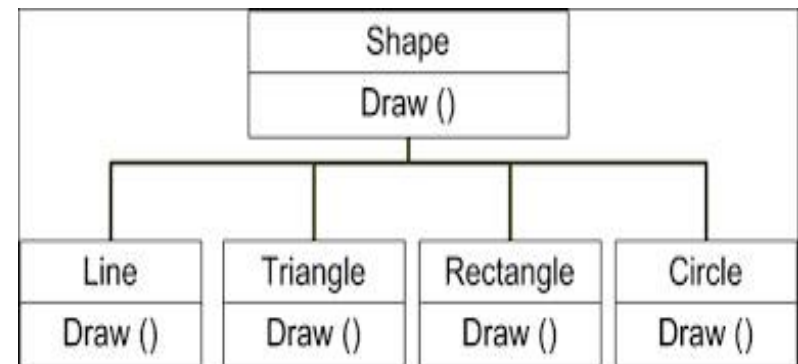 Shape
Draw ()
Line
Triangle
Rectangle
Circle
Draw ()
Draw ()
Draw ()
Draw ()